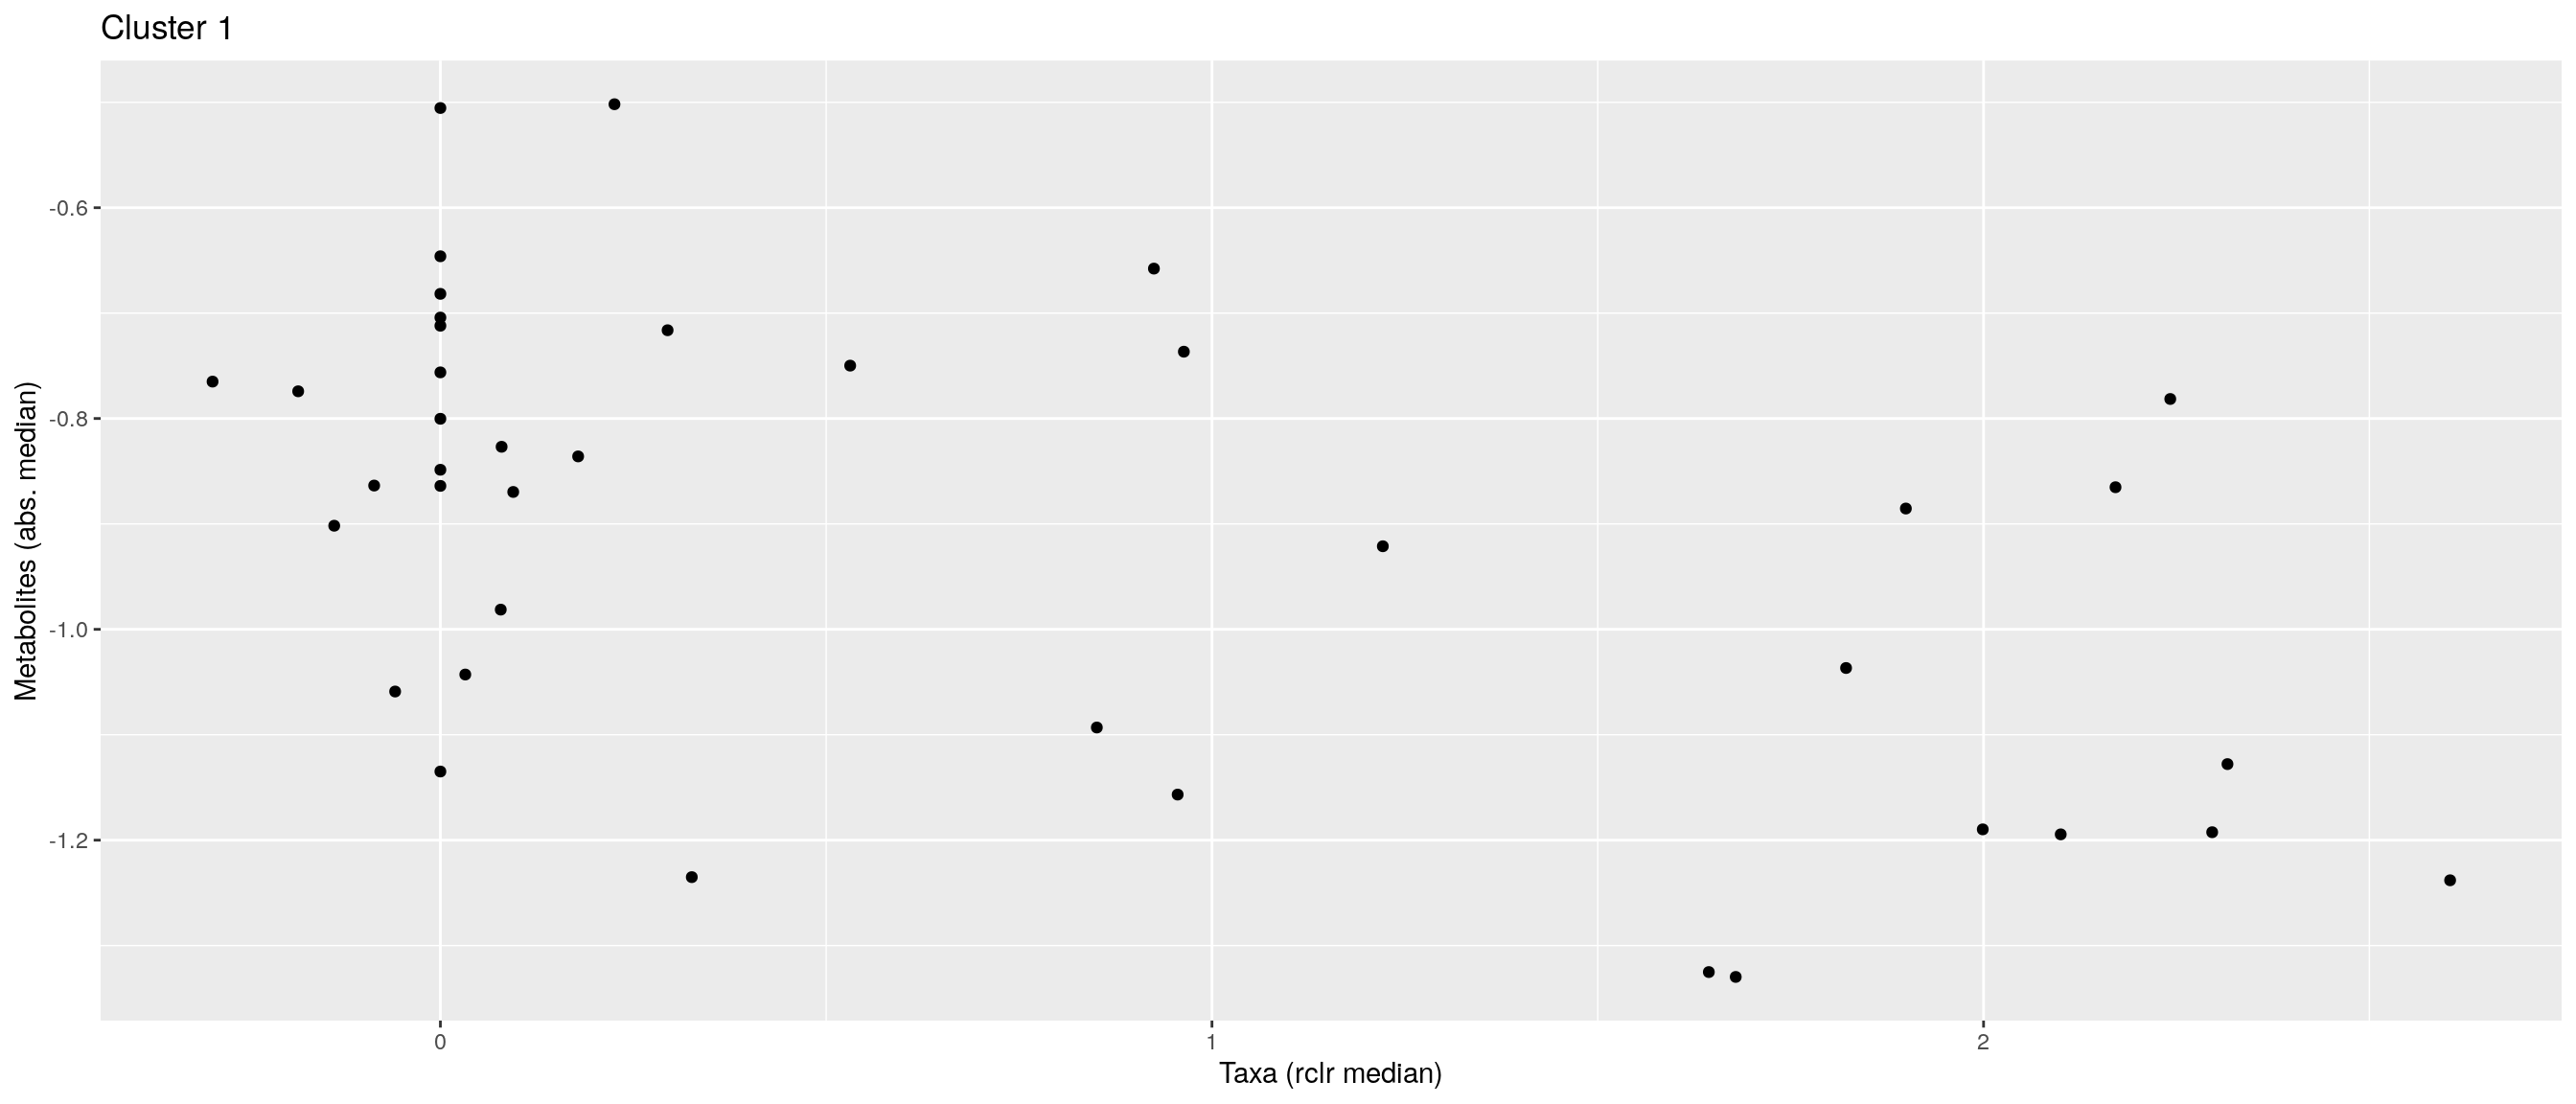 Cluster 1
Metabolites (abs. median)
-0.6
-0.8
-1.0
-1.2
0
1
2
Taxa (rclr median)